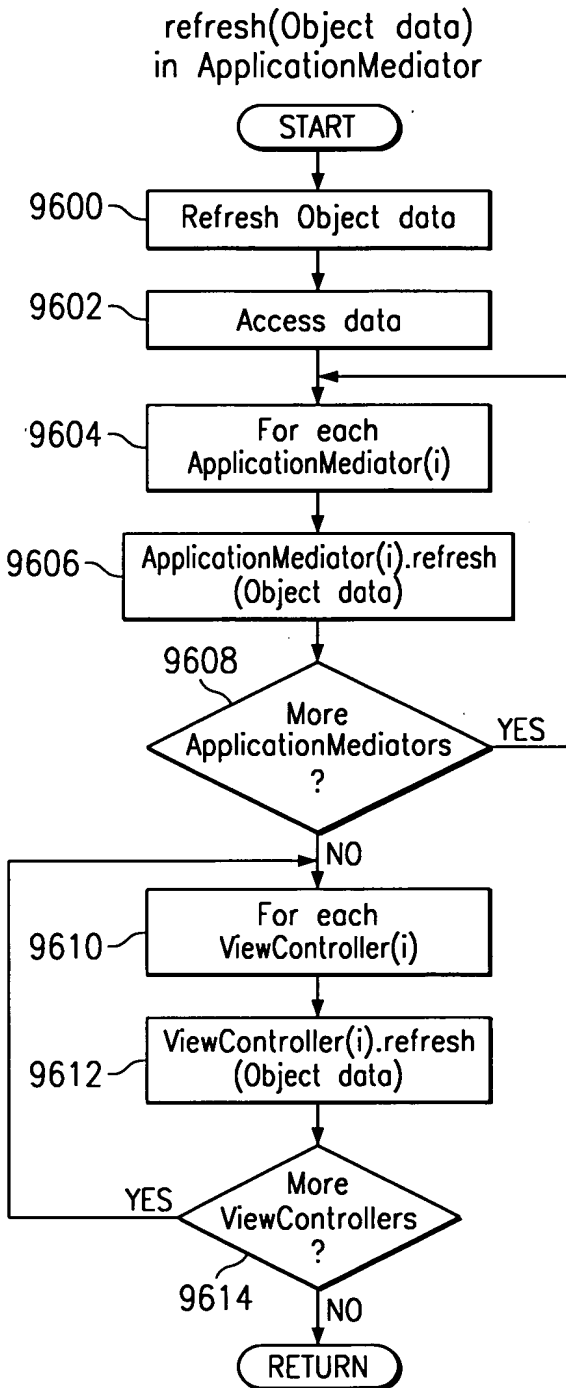 refresh(Object data)
in ApplicationMediator
START
9600
Refresh Object data
9602
Access data
9604
For each
ApplicationMediator(i)
9606
ApplicationMediator(i).refresh
(Object data)
9608
More
ApplicationMediators
?
YES
NO
9610
For each
ViewController(i)
9612
ViewController(i).refresh
(Object data)
YES
More
ViewControllers
?
9614
NO
RETURN